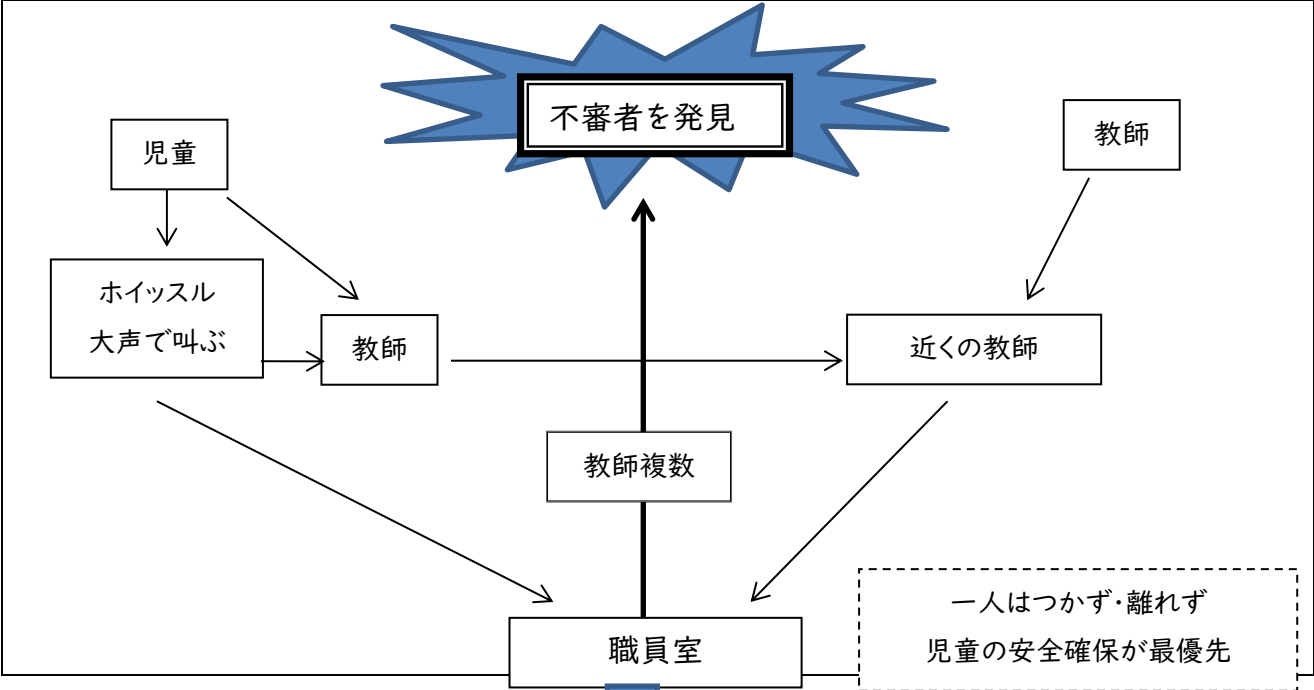 不審者を発見
教師
児童
ホイッスル
大声で叫ぶ
教師
近くの教師
教師複数
一人はつかず・離れず
児童の安全確保が最優先
職員室